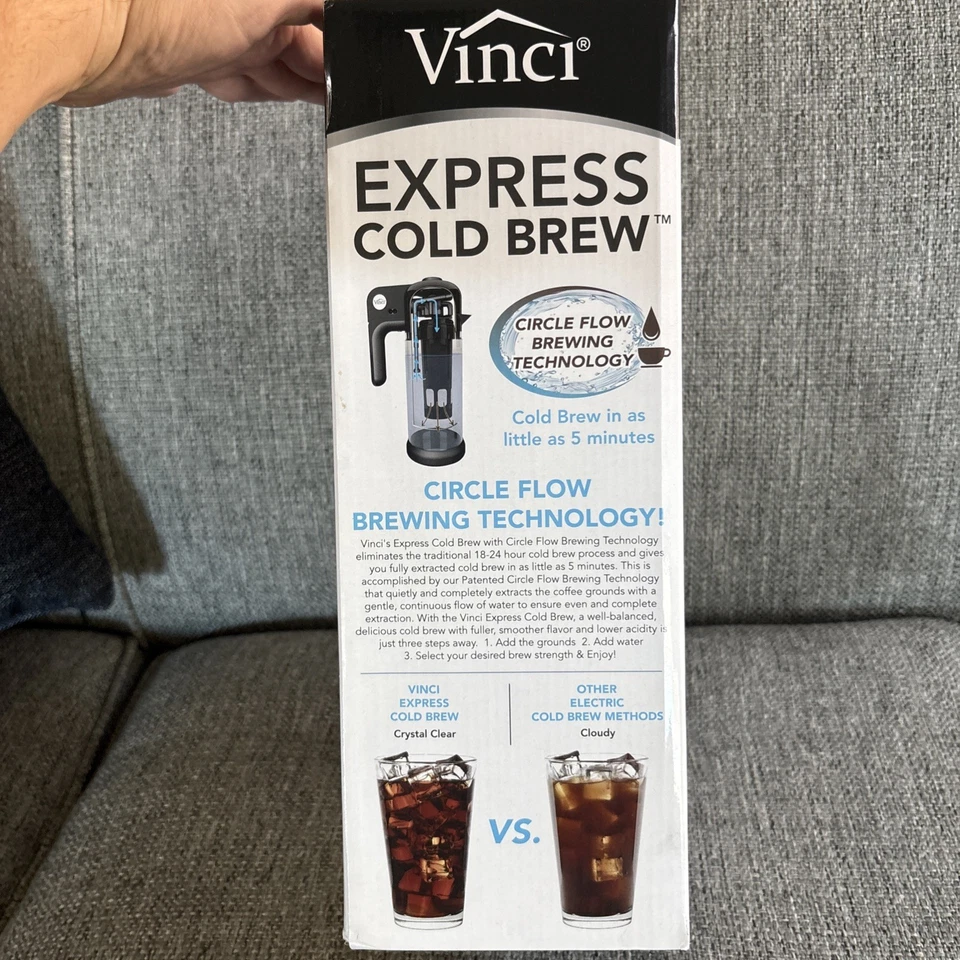 Vinci®
EXPRESS
COLD BREW™
CIRCLE FLOW
BREWING
TECHNOLOGY
Cold Brew in as
little as 5 minutes
CIRCLE FLOW
BREWING TECHNOLOGY!
Vinci's Express Cold Brew with Circle Flow Brewing Technology
eliminates the traditional 18-24 hour cold brew process and gives
you fully extracted cold brew in as little as 5 minutes. This is
accomplished by our Patented Circle Flow Brewing Technology
that quietly and completely extracts the coffee grounds with a
gentle, continuous flow of water to ensure even and complete
extraction. With the Vinci Express Cold Brew, a well-balanced,
delicious cold brew with fuller, smoother flavor and lower acidity is
just three steps away. 1. Add the grounds 2. Add water
3. Select your desired brew strength & Enjoy!
VINCI
EXPRESS
COLD BREW
Crystal Clear
OTHER
ELECTRIC
COLD BREW METHODS
Cloudy
VS.